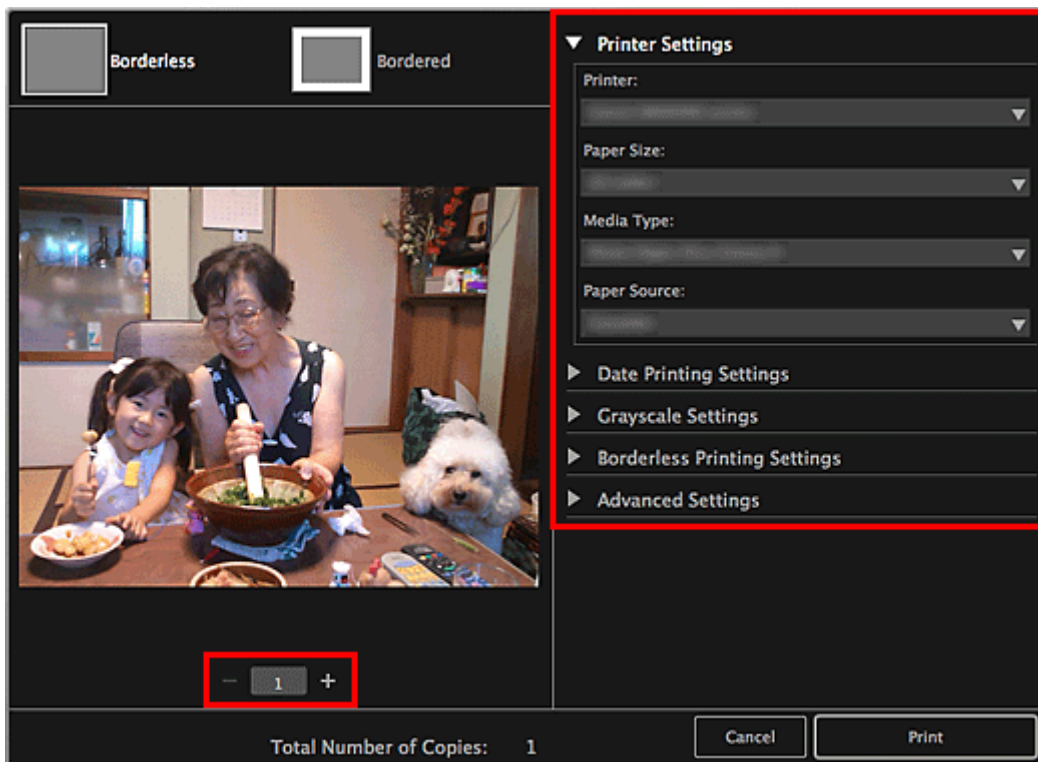 Borderless
Bordered
Printer Settings
Printer:
Paper Size:
Media Type:
Paper Source:
Date Printing Settings
Grayscale Settings
Borderless Printing Settings
Advanced Settings
− 1 +
Total Number of Copies: 1
Cancel
Print